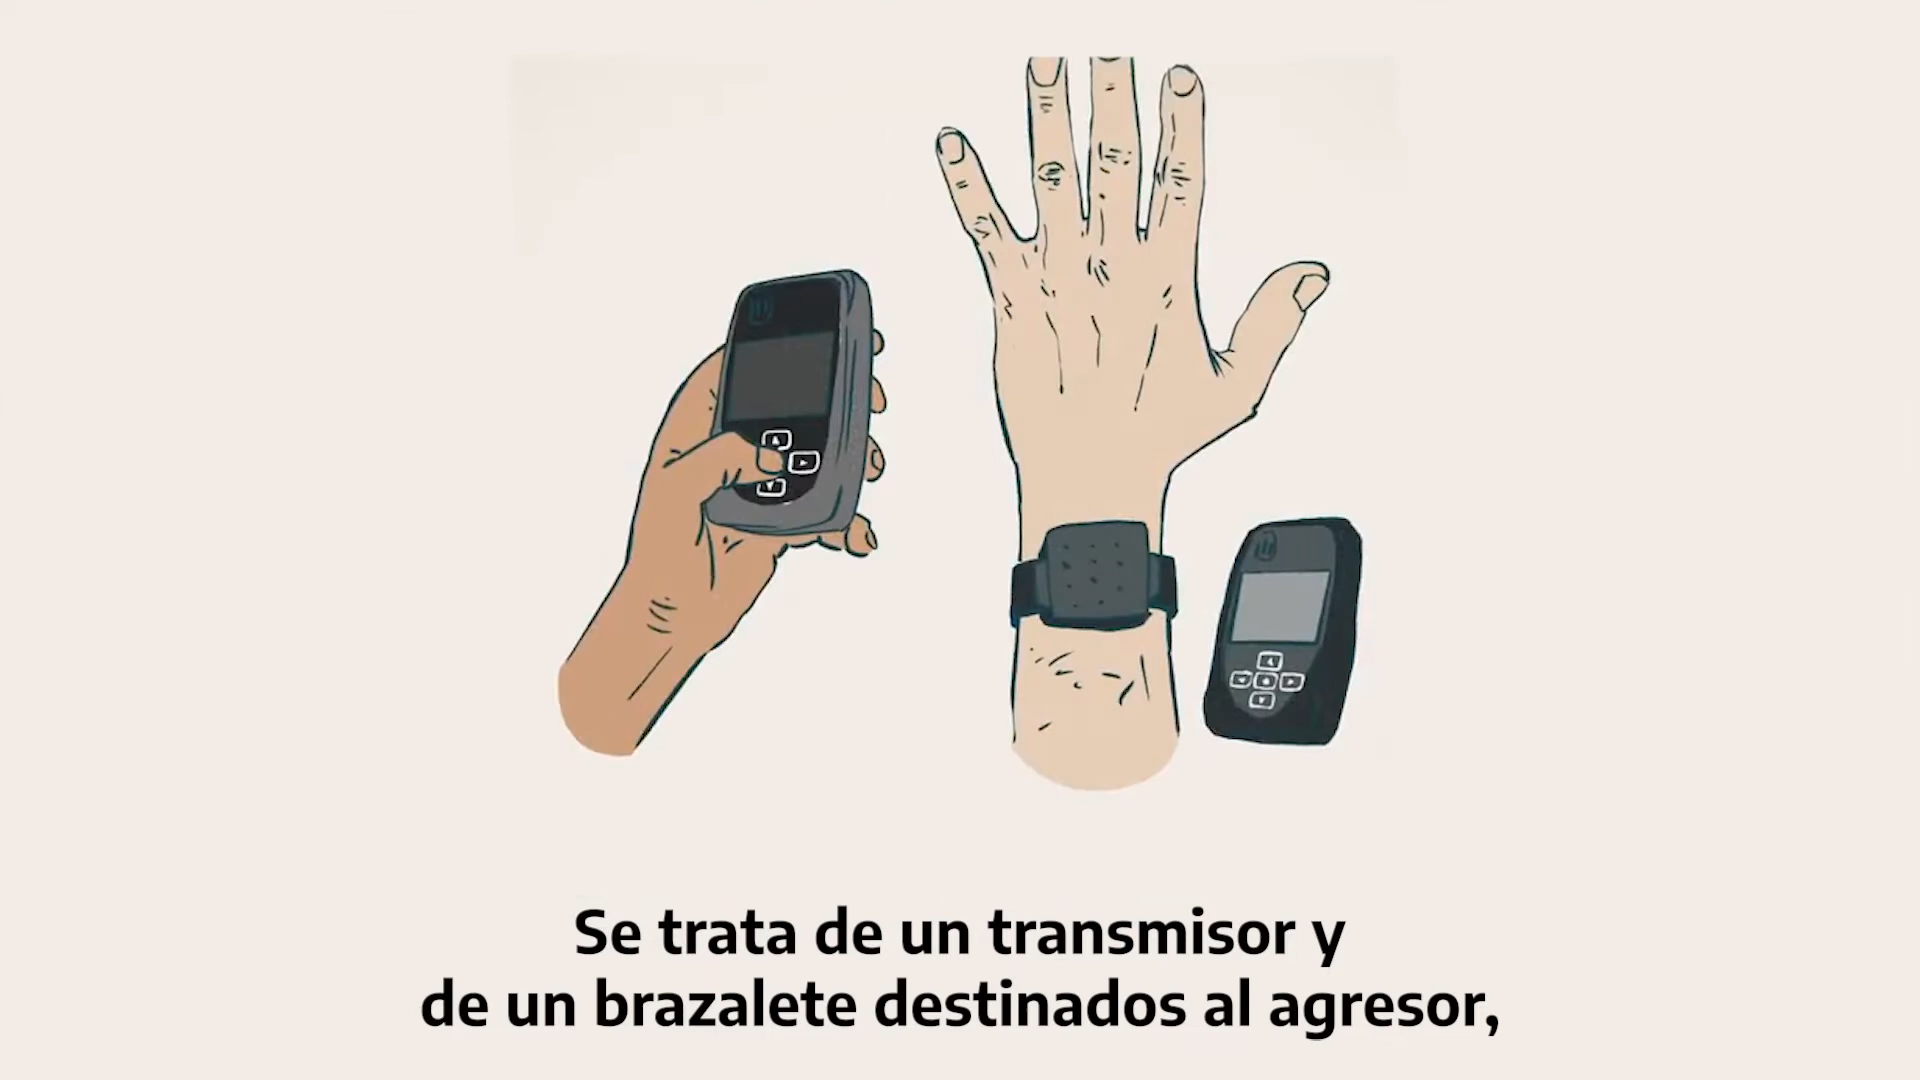 Se trata de un transmisor y
de un brazalete destinados al agresor,